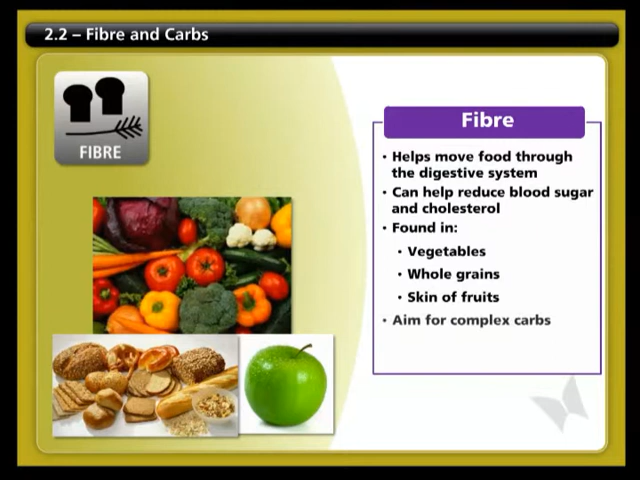 2.2 – Fibre and Carbs
FIBRE
Fibre
• Helps move food through
the digestive system
• Can help reduce blood sugar
and cholesterol
• Found in:
• Vegetables
• Whole grains
• Skin of fruits
• Aim for complex carbs